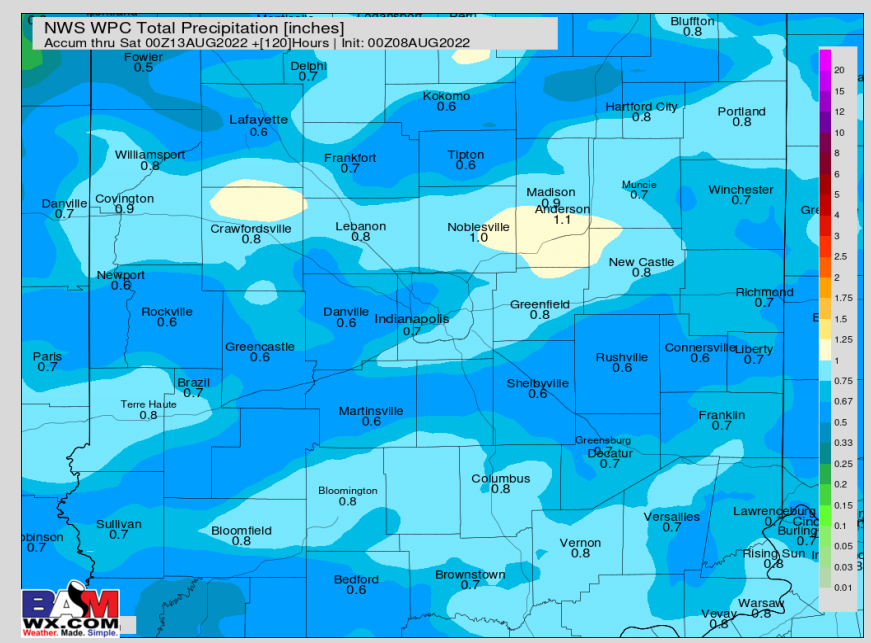 NWS WPC Total Precipitation [inches]
Accum thru Sat 00Z13AUG2022 +[120]Hours | Init: 00Z08AUG2022
Bluffton
0.8
Fowler
0.5
Delphi
0.7
Kokomo
0.6
Hartford City
0.8
Portland
0.8
Lafayette
0.6
Williamsport
0.8
Frankfort
0.7
Tipton
0.6
Muncie
0.7
Winchester
0.7
Madison
0.9
Anderson
1.1
Danville
0.7
Covington
0.9
Crawfordsville
0.8
Lebanon
0.8
Noblesville
1.0
New Castle
0.8
Newport
0.6
Richmond
0.7
Rockville
0.6
Danville
0.6
Indianapolis
0.7
Greenfield
0.8
Paris
0.7
Greencastle
0.6
Rushville
0.6
Connersville
0.6
Liberty
0.7
Brazil
0.7
Shelbyville
0.6
Terre Haute
0.8
Martinsville
0.6
Franklin
0.7
Greensburg
0.7
Decatur
0.7
Bloomington
0.8
Columbus
0.8
Sullivan
0.7
Bloomfield
0.8
Versailles
0.7
Lawrenceburg
0.7
obinson
0.7
Vernon
0.8
Burling
0.7
Rising Sun
0.8
Bedford
0.6
Brownstown
0.7
Warsaw
0.8
Vevay
0.8
20
15
12
10
8
6
5
4
3
2.5
2
1.75
1.5
1.25
1
0.75
0.67
0.5
0.33
0.25
0.2
0.15
0.1
0.05
0.03
0.01
BAM
WX.COM
Weather. Made. Simple.